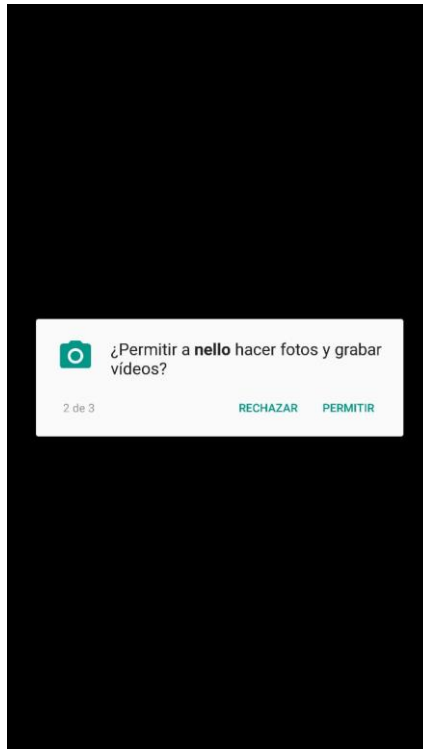 ¿Permitir a nello hacer fotos y grabar
vídeos?
2 de 3
RECHAZAR PERMITIR